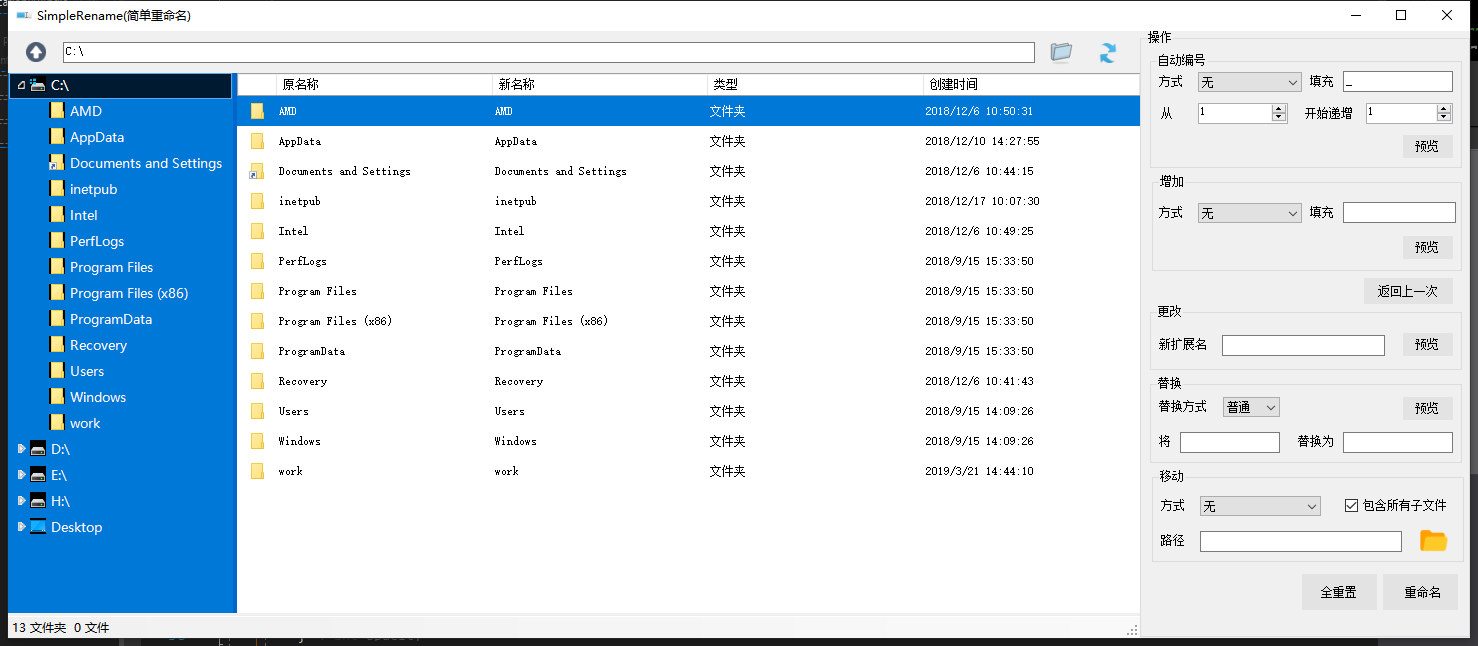 SimpleRename(简单重命名)
C:\
C:\
AMD
AppData
Documents and Settings
inetpub
Intel
PerfLogs
Program Files
Program Files (x86)
ProgramData
Recovery
Users
Windows
work
D:\
E:\
H:\
Desktop
原名称 新名称 类型 创建时间
AMD AMD 文件夹 2018/12/6 10:50:31
AppData AppData 文件夹 2018/12/10 14:27:55
Documents and Settings Documents and Settings 文件夹 2018/12/6 10:44:15
inetpub inetpub 文件夹 2018/12/17 10:07:30
Intel Intel 文件夹 2018/12/6 10:49:25
PerfLogs PerfLogs 文件夹 2018/9/15 15:33:50
Program Files Program Files 文件夹 2018/9/15 15:33:50
Program Files (x86) Program Files (x86) 文件夹 2018/9/15 15:33:50
ProgramData ProgramData 文件夹 2018/9/15 15:33:50
Recovery Recovery 文件夹 2018/12/6 10:41:43
Users Users 文件夹 2018/9/15 14:09:26
Windows Windows 文件夹 2018/9/15 14:09:26
work work 文件夹 2019/3/21 14:44:10
操作
自动编号
方式 无 填充 _
从 1 开始递增 1
预览
增加
方式 无 填充
预览
返回上一次
更改
新扩展名 预览
替换
替换方式 普通 预览
将 替换为
移动
方式 无 包含所有子文件
路径
全重置 重命名
13 文件夹 0 文件